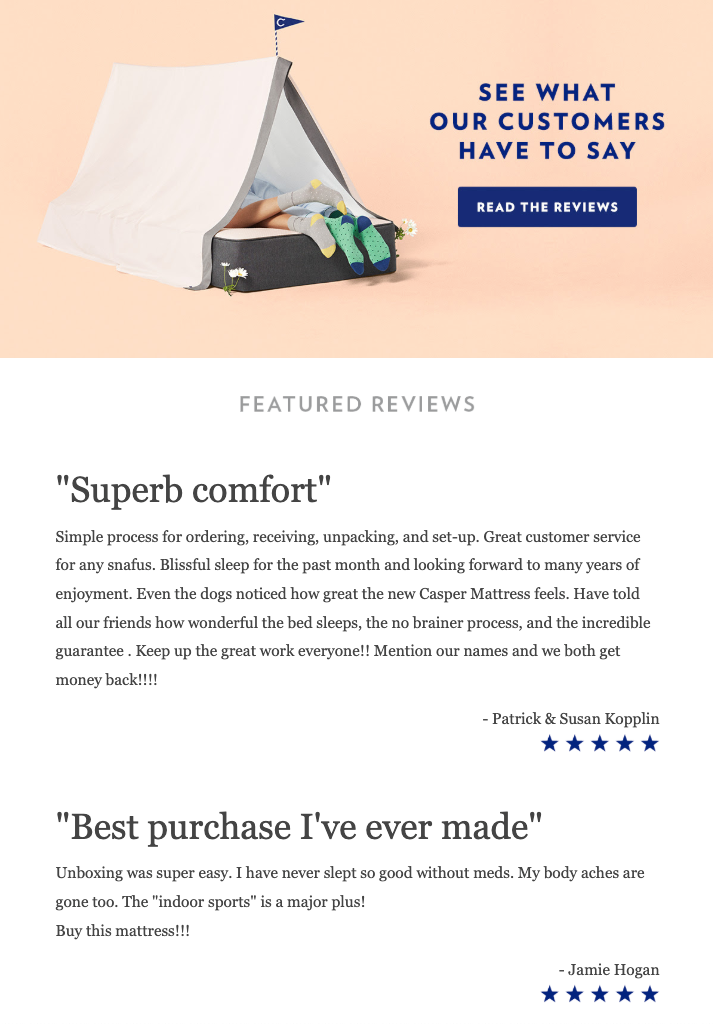 C
SEE WHAT
OUR CUSTOMERS
HAVE TO SAY
READ THE REVIEWS
FEATURED REVIEWS
"Superb comfort"
Simple process for ordering, receiving, unpacking, and set-up. Great customer service
for any snafus. Blissful sleep for the past month and looking forward to many years of
enjoyment. Even the dogs noticed how great the new Casper Mattress feels. Have told
all our friends how wonderful the bed sleeps, the no brainer process, and the incredible
guarantee . Keep up the great work everyone!! Mention our names and we both get
money back!!!!
- Patrick & Susan Kopplin
"Best purchase I've ever made"
Unboxing was super easy. I have never slept so good without meds. My body aches are
gone too. The "indoor sports" is a major plus!
Buy this mattress!!!
- Jamie Hogan